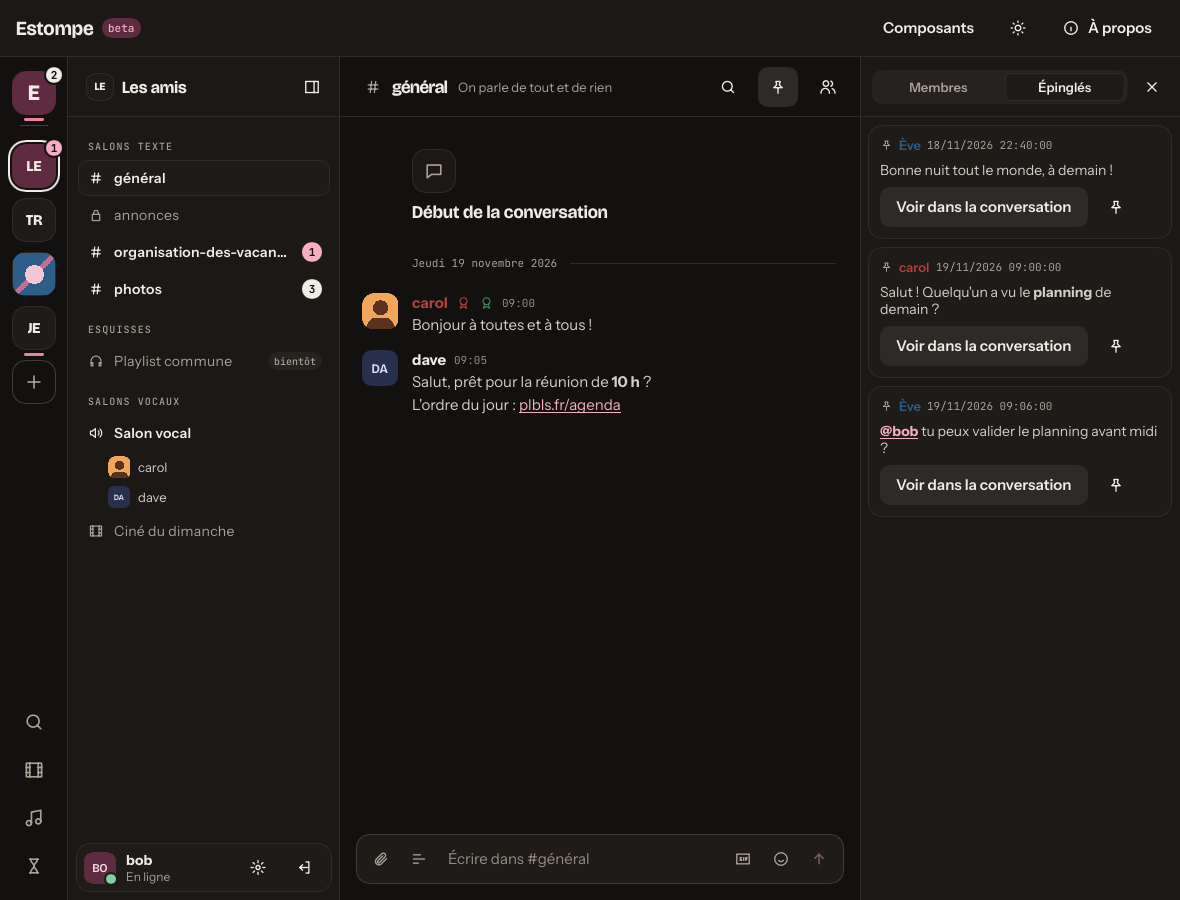 Estompe beta
Composants
À propos
E 2
LE 1
TR
JE
LE Les amis
SALONS TEXTE
# général
annonces
# organisation-des-vacan… 1
# photos 3
ESQUISSES
Playlist commune bientôt
SALONS VOCAUX
Salon vocal
carol
DA dave
Ciné du dimanche
BO bob
En ligne
# général On parle de tout et de rien
Début de la conversation
Jeudi 19 novembre 2026
carol 09:00
Bonjour à toutes et à tous !
DA dave 09:05
Salut, prêt pour la réunion de 10 h ?
L'ordre du jour : plbls.fr/agenda
Écrire dans #général
GIF
Membres Épinglés
Ève 18/11/2026 22:40:00
Bonne nuit tout le monde, à demain !
Voir dans la conversation
carol 19/11/2026 09:00:00
Salut ! Quelqu'un a vu le planning de
demain ?
Voir dans la conversation
Ève 19/11/2026 09:06:00
@bob tu peux valider le planning avant midi
?
Voir dans la conversation